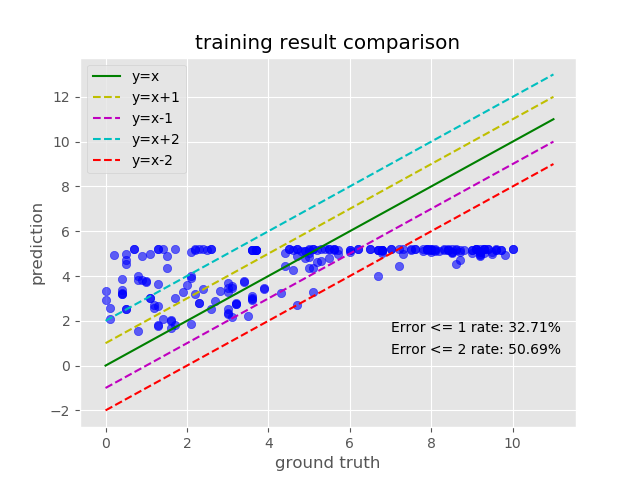 training result comparison
y=x
y=x+1
y=x-1
y=x+2
y=x-2
12
10
8
6
4
2
0
−2
prediction
Error <= 1 rate: 32.71%
Error <= 2 rate: 50.69%
0 2 4 6 8 10
ground truth